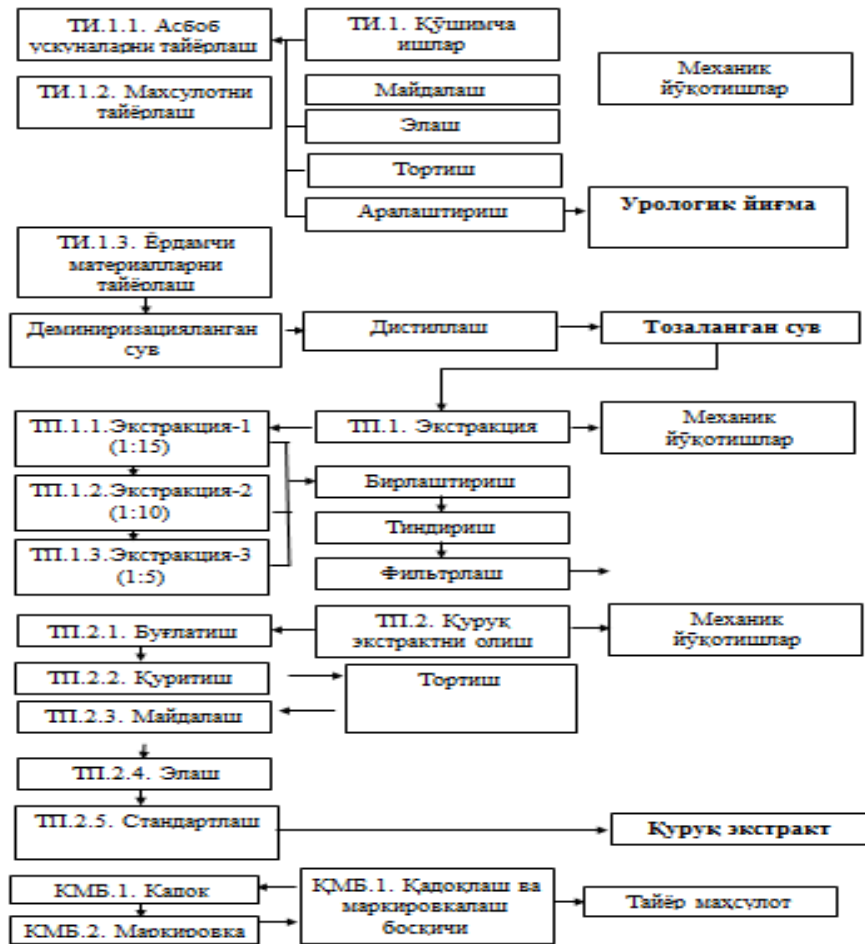 ТИ.1.1. Асбоб
ускуналарни тайёрлаш
ТИ.1. Қўшимча
ишлар
Механик
йўқотишлар
ТИ.1.2. Махсулотни
тайёрлаш
Майдалаш
Элаш
Тортиш
Аралаштириш
Урологик йиғма
ТИ.1.3. Ёрдамчи
материалларни
тайёрлаш
Деминиризацияланган
сув
Дистиллаш
Тозаланган сув
ТП.1.1.Экстракция-1
(1:15)
ТП.1. Экстракция
Механик
йўқотишлар
ТП.1.2.Экстракция-2
(1:10)
Бирлаштириш
Тиндириш
ТП.1.3.Экстракция-3
(1:5)
Фильтрлаш
ТП.2.1. Буғлатиш
ТП.2. Қуруқ
экстрактни олиш
Механик
йўқотишлар
ТП.2.2. Қуритиш
Тортиш
ТП.2.3. Майдалаш
ТП.2.4. Элаш
ТП.2.5. Стандартлаш
Қуруқ экстракт
КМБ.1. Капок
ҚМБ.1. Қадоқлаш ва
маркировкалаш
босқичи
Тайёр маҳсулот
КМБ.2. Маркировка